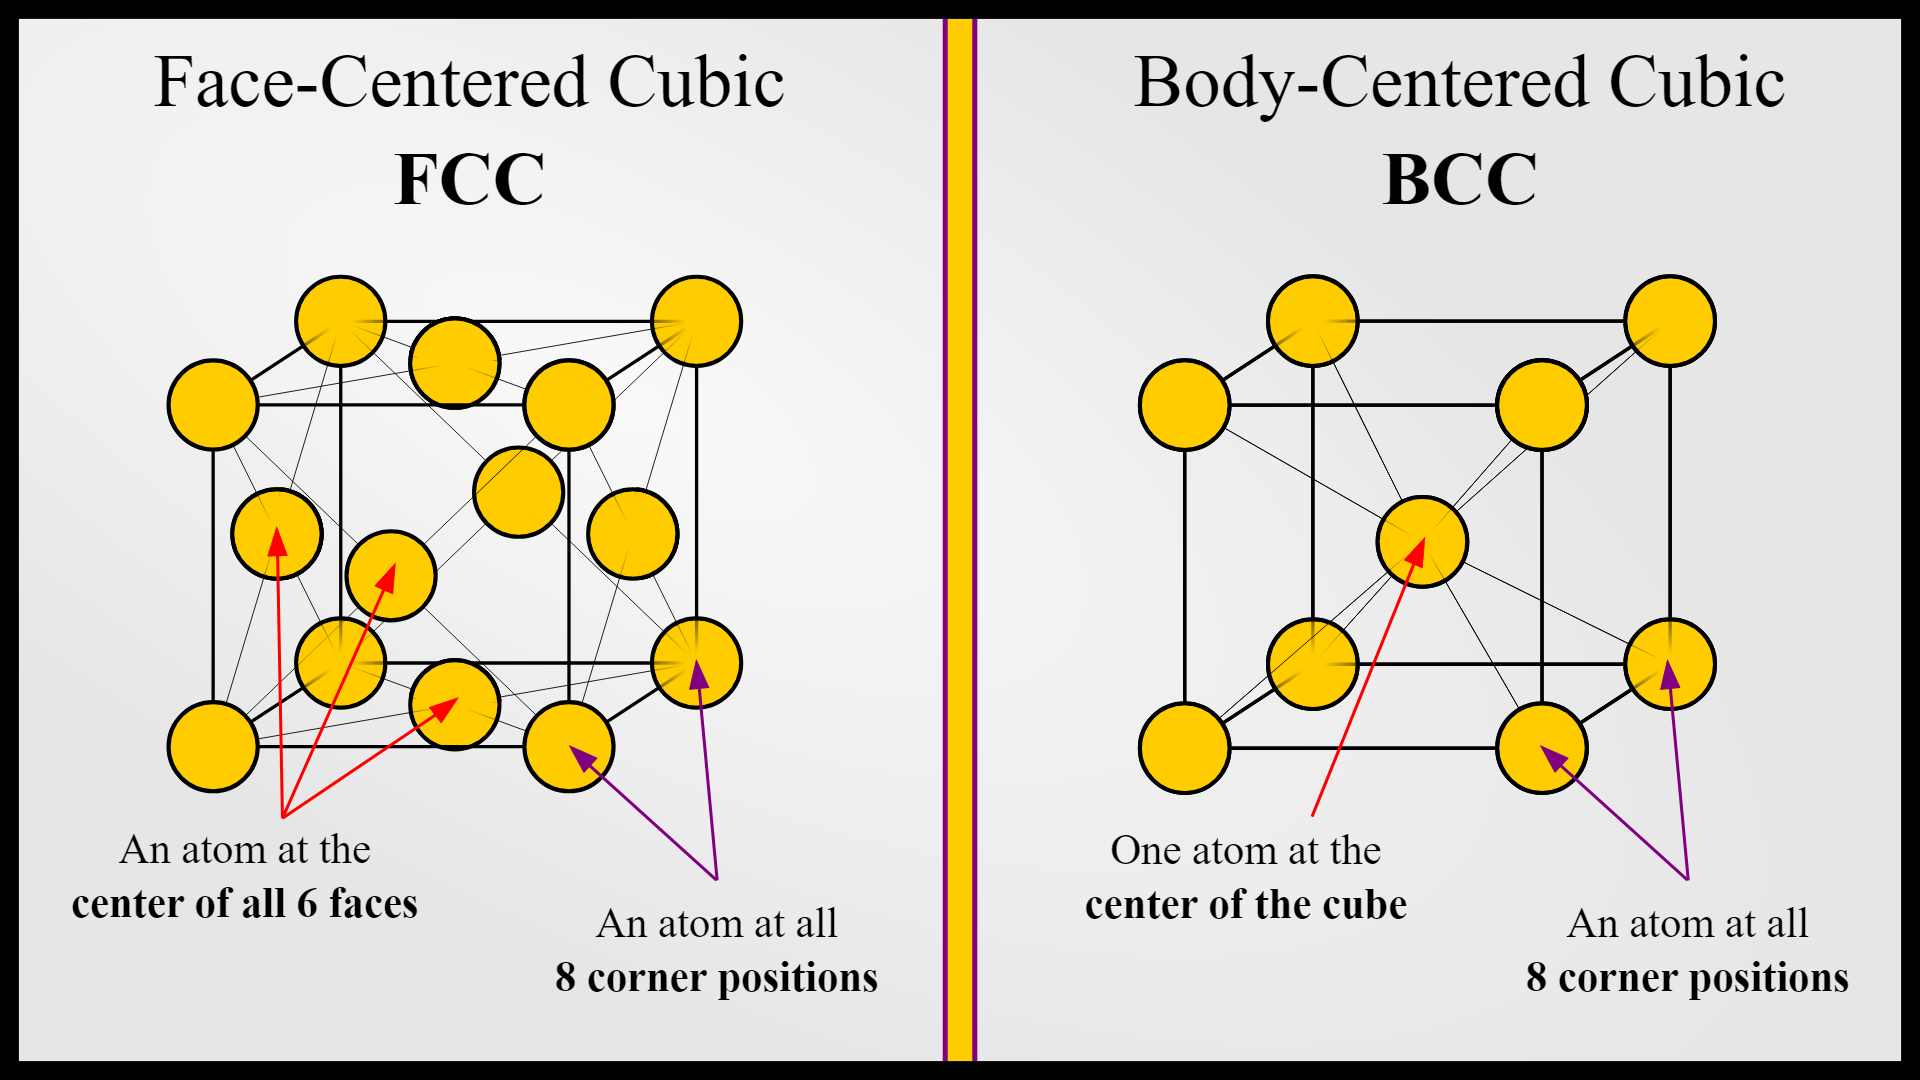 Face-Centered Cubic
FCC
An atom at the
center of all 6 faces
An atom at all
8 corner positions
Body-Centered Cubic
BCC
One atom at the
center of the cube
An atom at all
8 corner positions